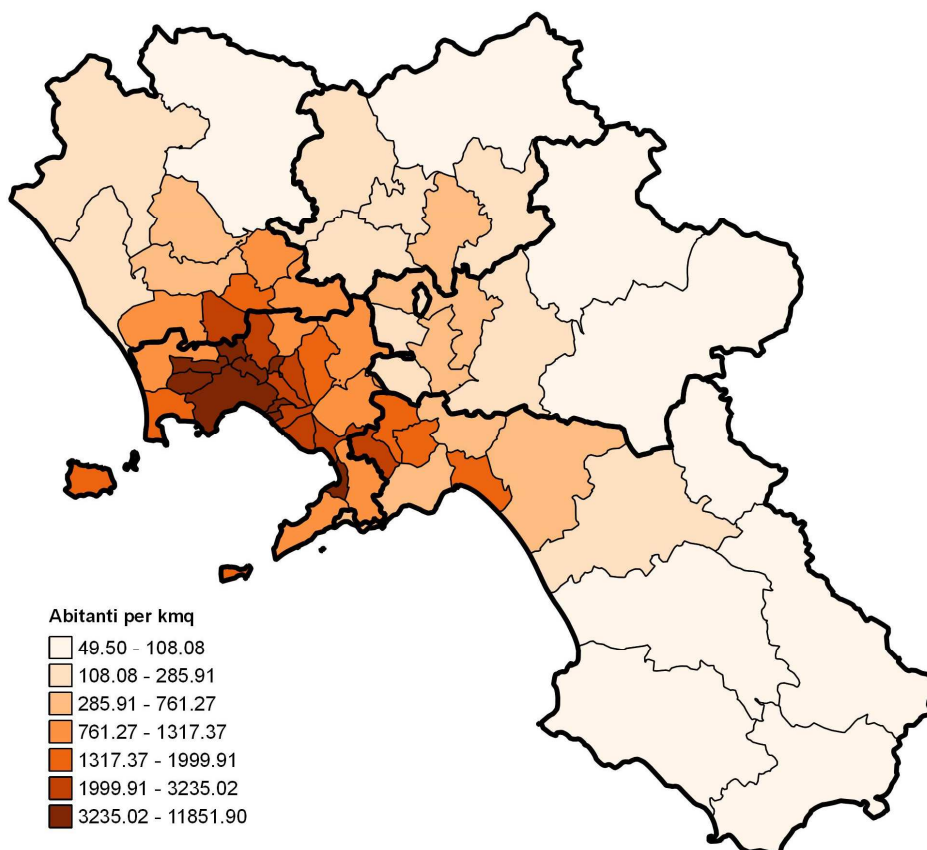 Abitanti per kmq
49.50 - 108.08
108.08 - 285.91
285.91 - 761.27
761.27 - 1317.37
1317.37 - 1999.91
1999.91 - 3235.02
3235.02 - 11851.90